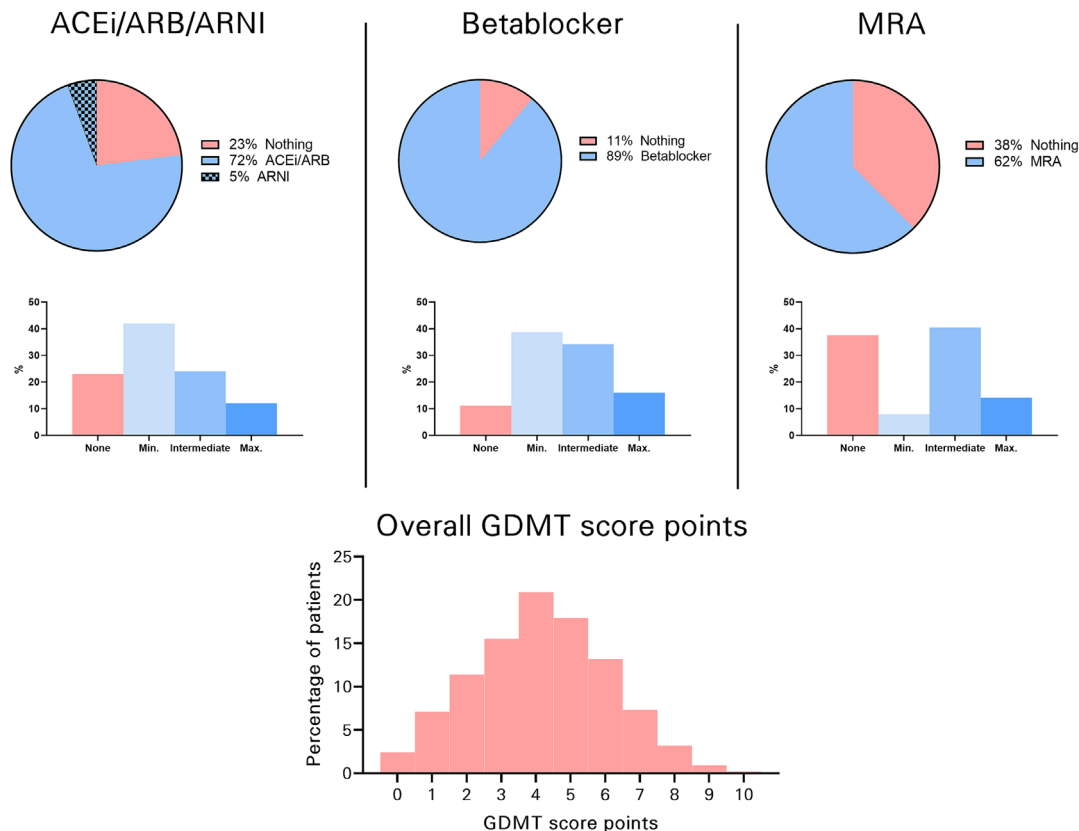 ACEi/ARB/ARNI
23% Nothing
72% ACEi/ARB
5% ARNI
50
40
30
20
10
0
%
None Min. Intermediate Max.
Betablocker
11% Nothing
89% Betablocker
50
40
30
20
10
0
%
None Min. Intermediate Max.
MRA
38% Nothing
62% MRA
50
40
30
20
10
0
%
None Min. Intermediate Max.
Overall GDMT score points
25
20
15
10
5
0
Percentage of patients
0 1 2 3 4 5 6 7 8 9 10
GDMT score points